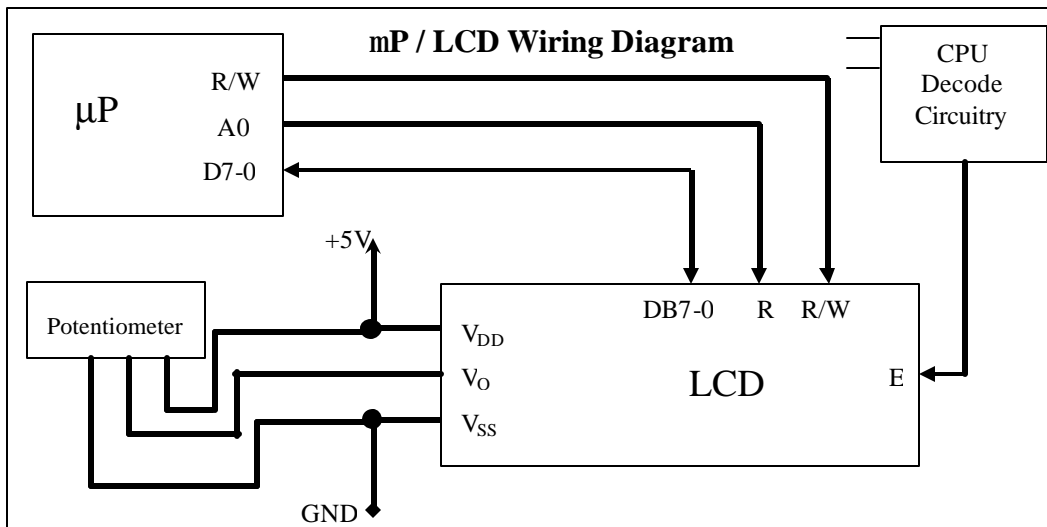 mP / LCD Wiring Diagram
µP
R/W
A0
D7-0
CPU
Decode
Circuitry
+5V
Potentiometer
DB7-0 R R/W
VDD
VO
VSS
LCD
E
GND